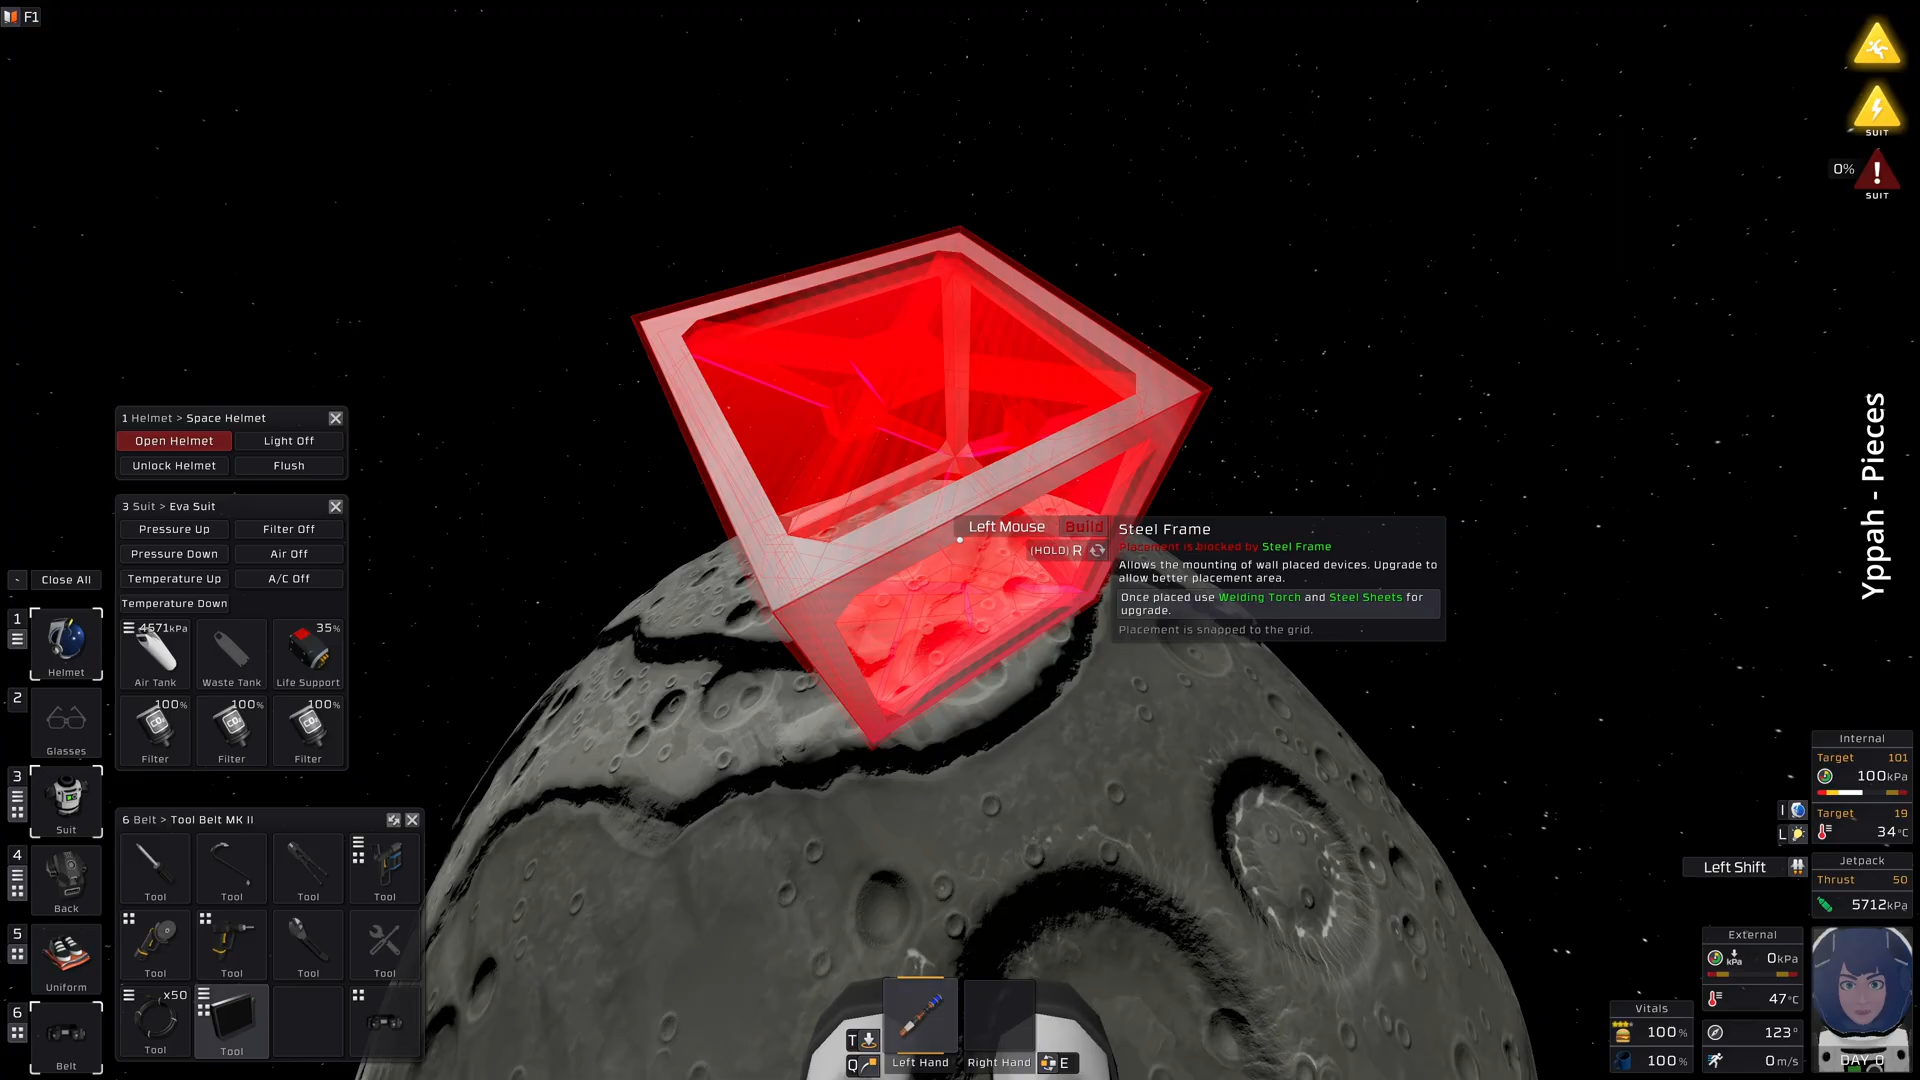 F1
SUIT
0%
SUIT
Yppah - Pieces
1 Helmet > Space Helmet
Open Helmet
Light Off
Unlock Helmet
Flush
3 Suit > Eva Suit
Pressure Up
Filter Off
Pressure Down
Air Off
Temperature Up
A/C Off
Temperature Down
4571kPa
Air Tank
Waste Tank
35%
Life Support
100%
Filter
100%
Filter
100%
Filter
~
Close All
1
Helmet
2
Glasses
3
Suit
4
Back
5
Uniform
6
Belt
6 Belt > Tool Belt MK II
Tool
Tool
Tool
Tool
Tool
Tool
Tool
Tool
x50
Tool
Tool
Left Mouse
Build
(HOLD) R
Steel Frame
Placement is blocked by Steel Frame
Allows the mounting of wall placed devices. Upgrade to
allow better placement area.
Once placed use Welding Torch and Steel Sheets for
upgrade.
Placement is snapped to the grid.
T
Q
Left Hand
Right Hand
E
Internal
Target 101
100kPa
Target 19
34°C
I
L
Left Shift
Jetpack
Thrust 50
5712kPa
External
kPa
0kPa
47°C
123°
0m/s
Vitals
100%
100%
DAY 0